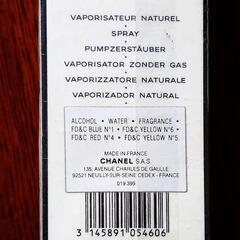 VAPORISATEUR NATUREL
SPRAY
PUMPZERSTÄUBER
VAPORISATOR ZONDER GAS
VAPORIZZATORE NATURALE
VAPORIZADOR NATURAL
ALCOHOL • WATER • FRAGRANCE
FD&C BLUE N°1 • FD&C YELLOW N°6 •
FD&C RED N°4 • FD&C YELLOW N°5.
MADE IN FRANCE
CHANEL S.A.S.
135, AVENUE CHARLES DE GAULLE
92521 NEUILLY-SUR-SEINE CEDEX - FRANCE
019 399
3 145891 054606